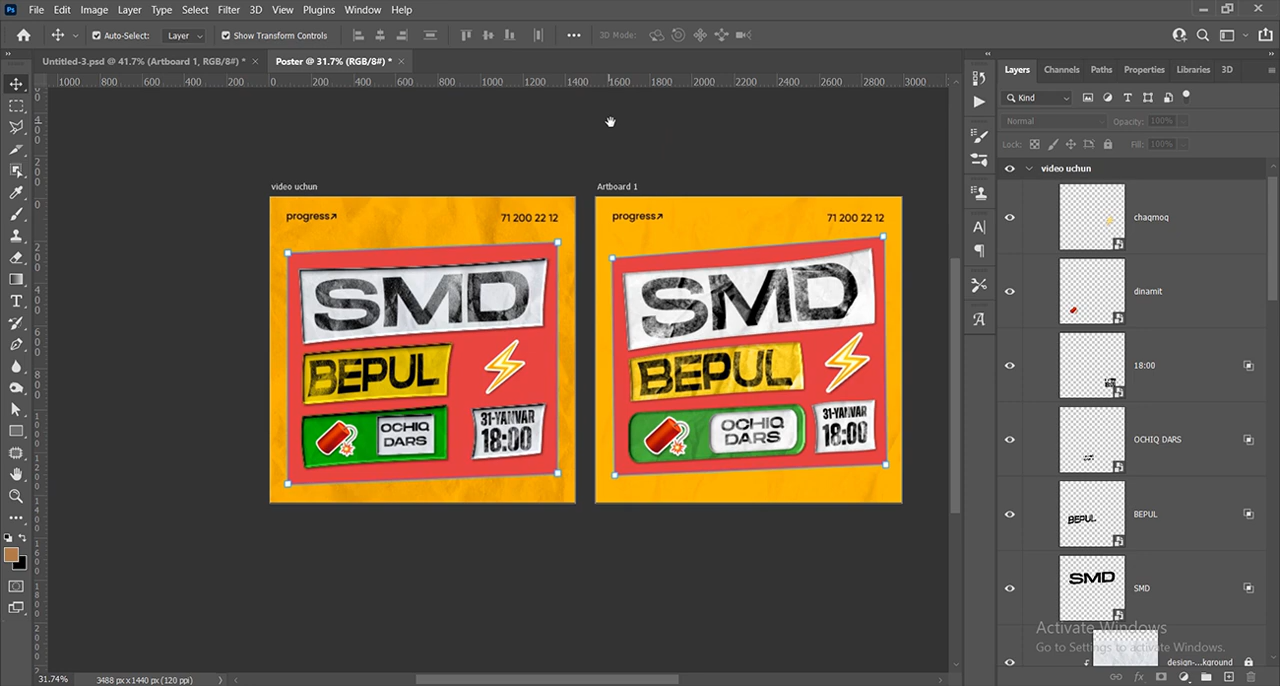 Ps File Edit Image Layer Type Select Filter 3D View Plugins Window Help
Auto-Select: Layer Show Transform Controls 3D Mode:
Untitled-3.psd @ 41.7% (Artboard 1, RGB/8#) * × Poster @ 31.7% (RGB/8#) * ×
1000 800 600 400 200 0 200 400 600 800 1000 1200 1400 1600 1800 2000 2200 2400 2600 2800 3000
video uchun
progress↗ 71 200 22 12
SMD
BEPUL
OCHIQ
DARS
31-YANVAR
18:00
Artboard 1
progress↗ 71 200 22 12
SMD
BEPUL
OCHIQ
DARS
31-YANVAR
18:00
31.74% 3488 px x 1440 px (120 ppi)
Layers Channels Paths Properties Libraries 3D
Kind
Normal Opacity: 100%
Lock: Fill: 100%
video uchun
chaqmoq
dinamit
18:00
OCHIQ DARS
BEPUL
BEPUL
SMD
SMD
Activate Windows
Go to Settings to activate Windows.
design-...kground